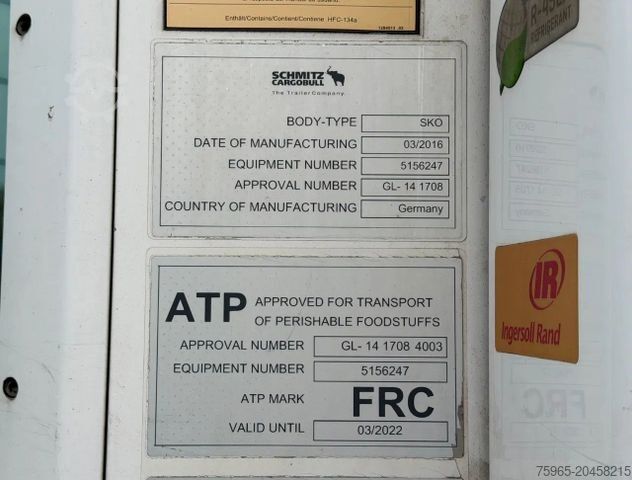 Enthält/Contains/Contient/Contiene :HFC-134a
SCHMITZ
CARGOBULL
The Trailer Company.
BODY-TYPE SKO
DATE OF MANUFACTURING 03/2016
EQUIPMENT NUMBER 5156247
APPROVAL NUMBER GL- 14 1708
COUNTRY OF MANUFACTURING Germany
ATP APPROVED FOR TRANSPORT
OF PERISHABLE FOODSTUFFS
APPROVAL NUMBER GL- 14 1708 4003
EQUIPMENT NUMBER 5156247
ATP MARK FRC
VALID UNTIL 03/2022
REFRIGERANT
IR
Ingersoll Rand
75965-20458215